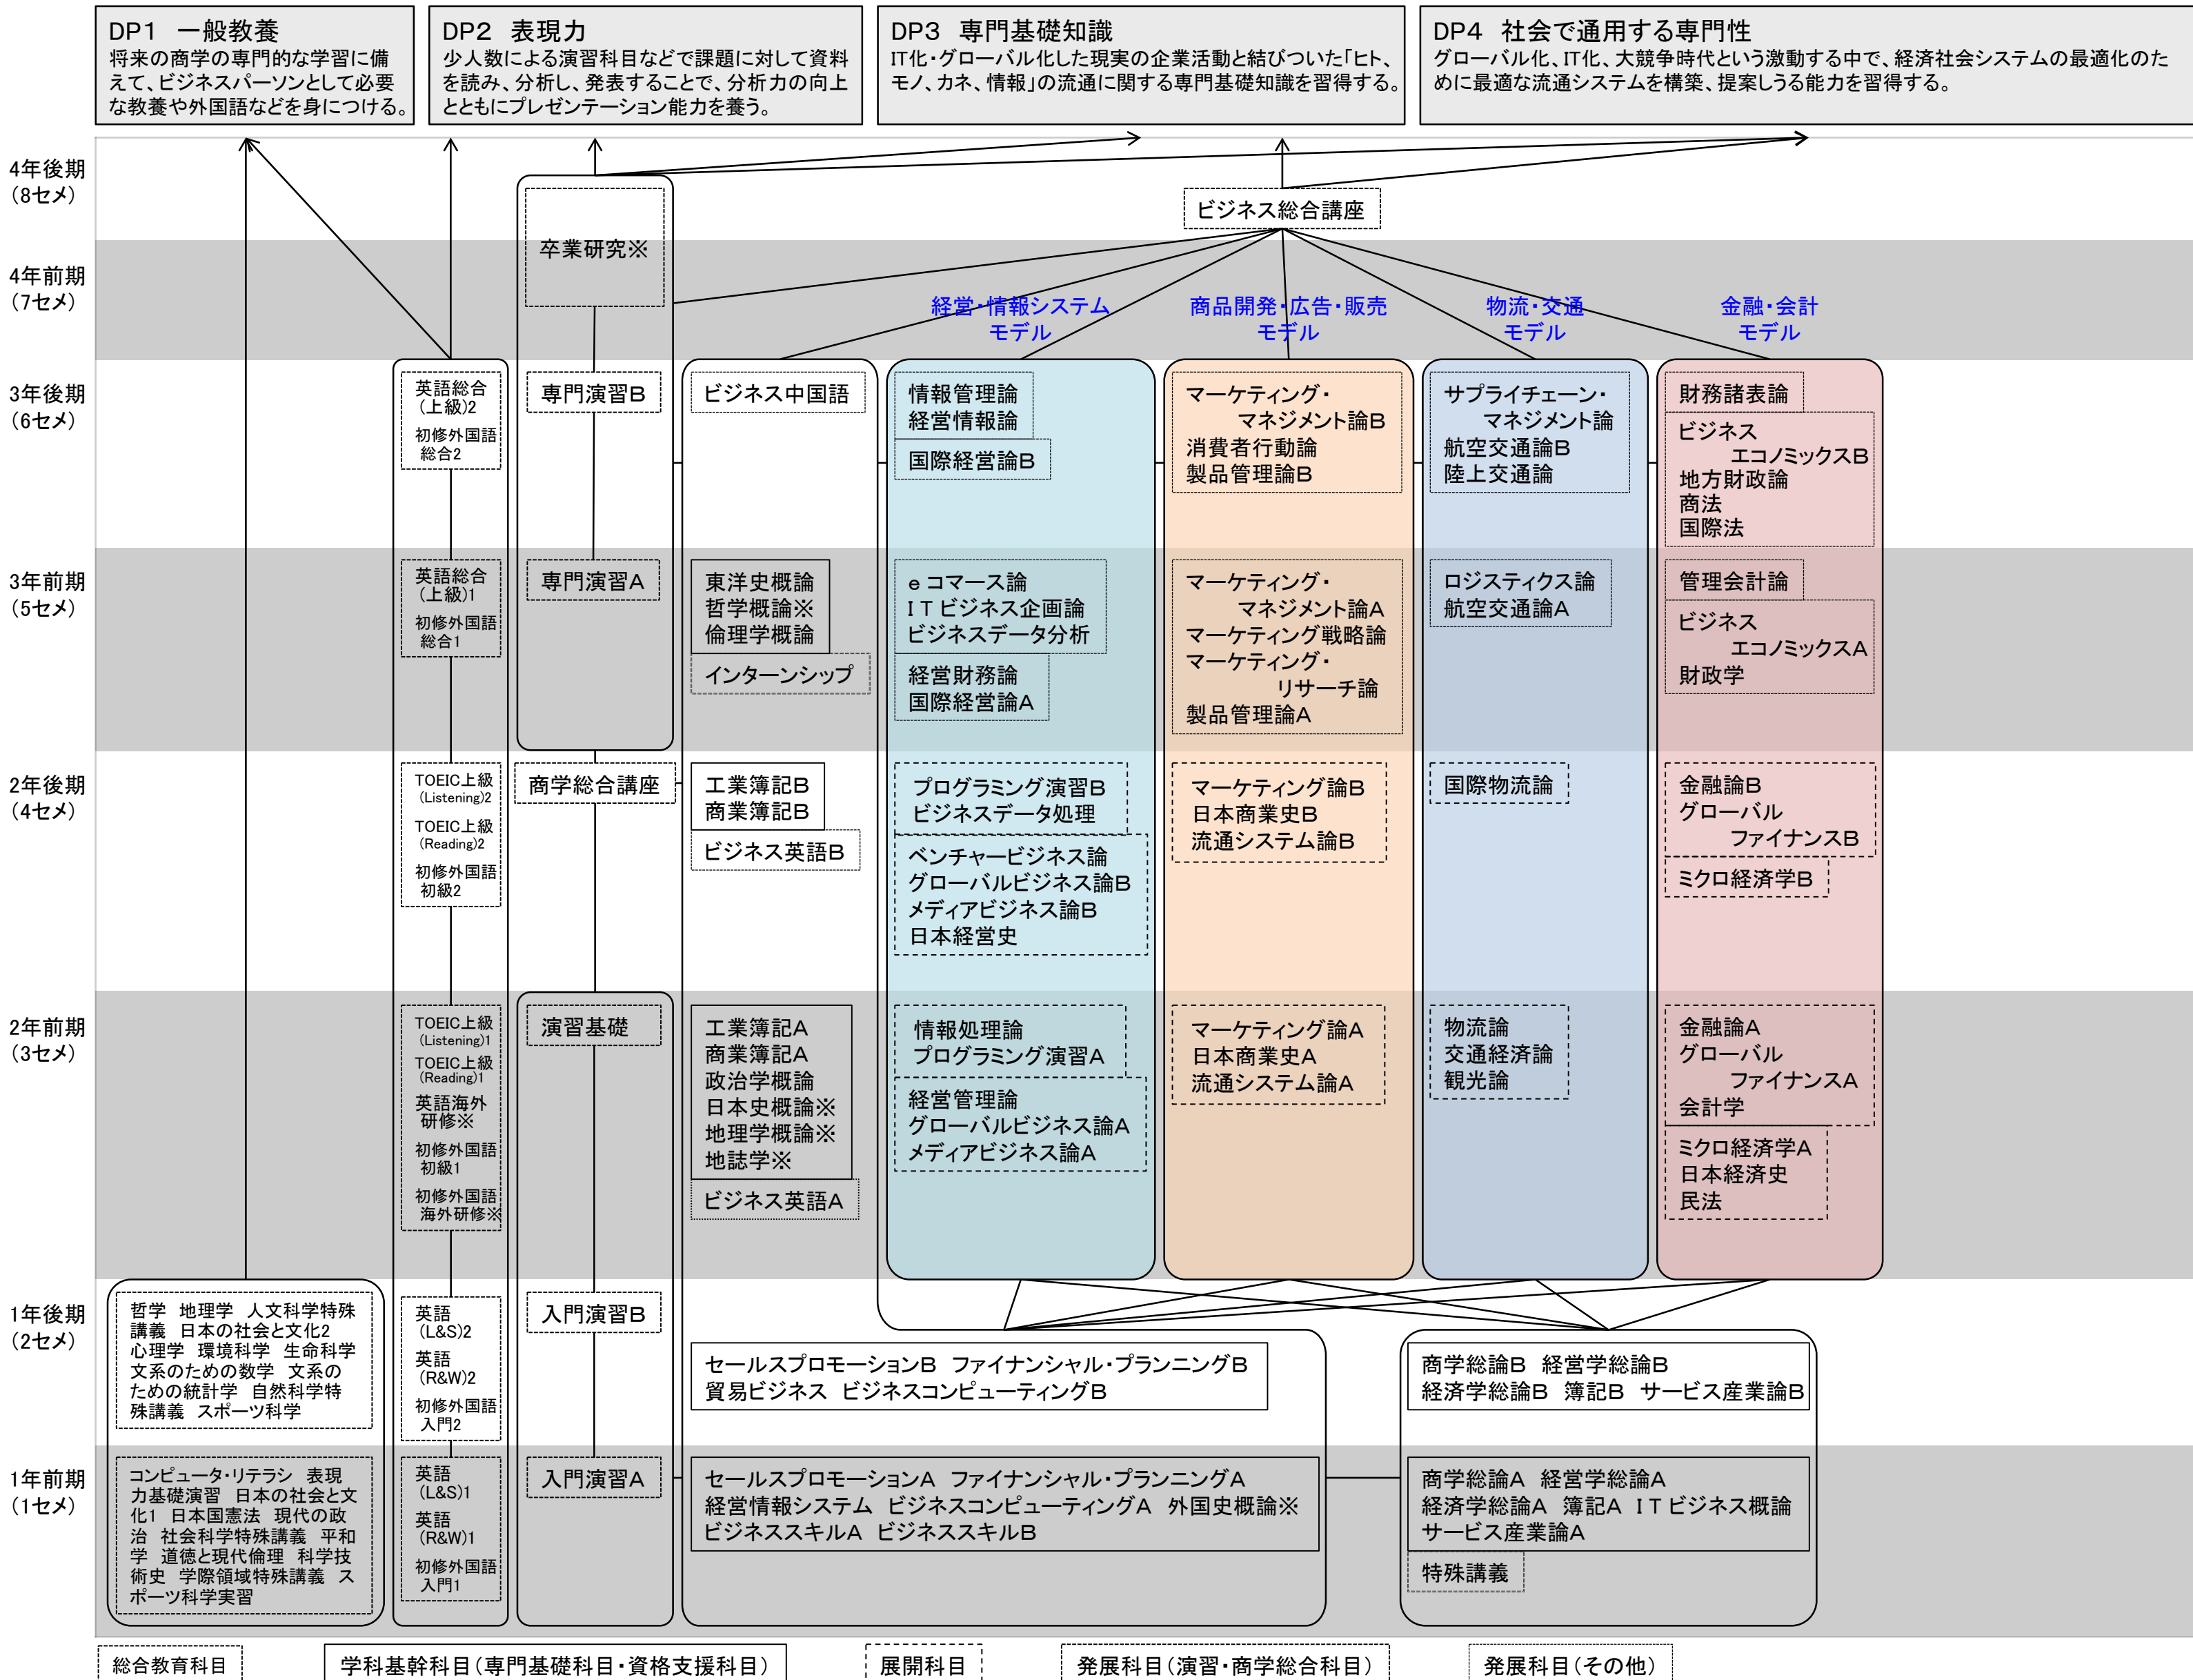 DP1 一般教養
将来の商学の専門的な学習に備
えて、ビジネスパーソンとして必要
な教養や外国語などを身につける。
DP2 表現力
少人数による演習科目などで課題に対して資料
を読み、分析し、発表することで、分析力の向上
とともにプレゼンテーション能力を養う。
DP3 専門基礎知識
IT化・グローバル化した現実の企業活動と結びついた「ヒト、
モノ、カネ、情報」の流通に関する専門基礎知識を習得する。
DP4 社会で通用する専門性
グローバル化、IT化、大競争時代という激動する中で、経済社会システムの最適化のた
めに最適な流通システムを構築、提案しうる能力を習得する。
4年後期
(8セメ)
卒業研究※
ビジネス総合講座
4年前期
(7セメ)
経営・情報システム
モデル
商品開発・広告・販売
モデル
物流・交通
モデル
金融・会計
モデル
3年後期
(6セメ)
英語総合
(上級)2
初修外国語
総合2
専門演習B
ビジネス中国語
情報管理論
経営情報論
国際経営論B
マーケティング・
マネジメント論B
消費者行動論
製品管理論B
サプライチェーン・
マネジメント論
航空交通論B
陸上交通論
財務諸表論
ビジネス
エコノミックスB
地方財政論
商法
国際法
3年前期
(5セメ)
英語総合
(上級)1
初修外国語
総合1
専門演習A
東洋史概論
哲学概論※
倫理学概論
インターンシップ
eコマース論
ITビジネス企画論
ビジネスデータ分析
経営財務論
国際経営論A
マーケティング・
マネジメント論A
マーケティング戦略論
マーケティング・
リサーチ論
製品管理論A
ロジスティクス論
航空交通論A
管理会計論
ビジネス
エコノミックスA
財政学
2年後期
(4セメ)
TOEIC上級
(Listening)2
TOEIC上級
(Reading)2
初修外国語
初級2
商学総合講座
工業簿記B
商業簿記B
ビジネス英語B
プログラミング演習B
ビジネスデータ処理
ベンチャービジネス論
グローバルビジネス論B
メディアビジネス論B
日本経営史
マーケティング論B
日本商業史B
流通システム論B
国際物流論
金融論B
グローバル
ファイナンスB
ミクロ経済学B
2年前期
(3セメ)
TOEIC上級
(Listening)1
TOEIC上級
(Reading)1
英語海外
研修※
初修外国語
初級1
初修外国語
海外研修※
演習基礎
工業簿記A
商業簿記A
政治学概論
日本史概論※
地理学概論※
地誌学※
ビジネス英語A
情報処理論
プログラミング演習A
経営管理論
グローバルビジネス論A
メディアビジネス論A
マーケティング論A
日本商業史A
流通システム論A
物流論
交通経済論
観光論
金融論A
グローバル
ファイナンスA
会計学
ミクロ経済学A
日本経済史
民法
1年後期
(2セメ)
哲学 地理学 人文科学特殊
講義 日本の社会と文化2
心理学 環境科学 生命科学
文系のための数学 文系の
ための統計学 自然科学特
殊講義 スポーツ科学
英語
(L&S)2
英語
(R&W)2
初修外国語
入門2
入門演習B
セールスプロモーションB ファイナンシャル・プランニングB
貿易ビジネス ビジネスコンピューティングB
商学総論B 経営学総論B
経済学総論B 簿記B サービス産業論B
1年前期
(1セメ)
コンピュータ・リテラシ 表現
力基礎演習 日本の社会と文
化1 日本国憲法 現代の政
治 社会科学特殊講義 平和
学 道徳と現代倫理 科学技
術史 学際領域特殊講義 ス
ポーツ科学実習
英語
(L&S)1
英語
(R&W)1
初修外国語
入門1
入門演習A
セールスプロモーションA ファイナンシャル・プランニングA
経営情報システム ビジネスコンピューティングA 外国史概論※
ビジネススキルA ビジネススキルB
商学総論A 経営学総論A
経済学総論A 簿記A ITビジネス概論
サービス産業論A
特殊講義
総合教育科目
学科基幹科目(専門基礎科目・資格支援科目)
展開科目
発展科目(演習・商学総合科目)
発展科目(その他)